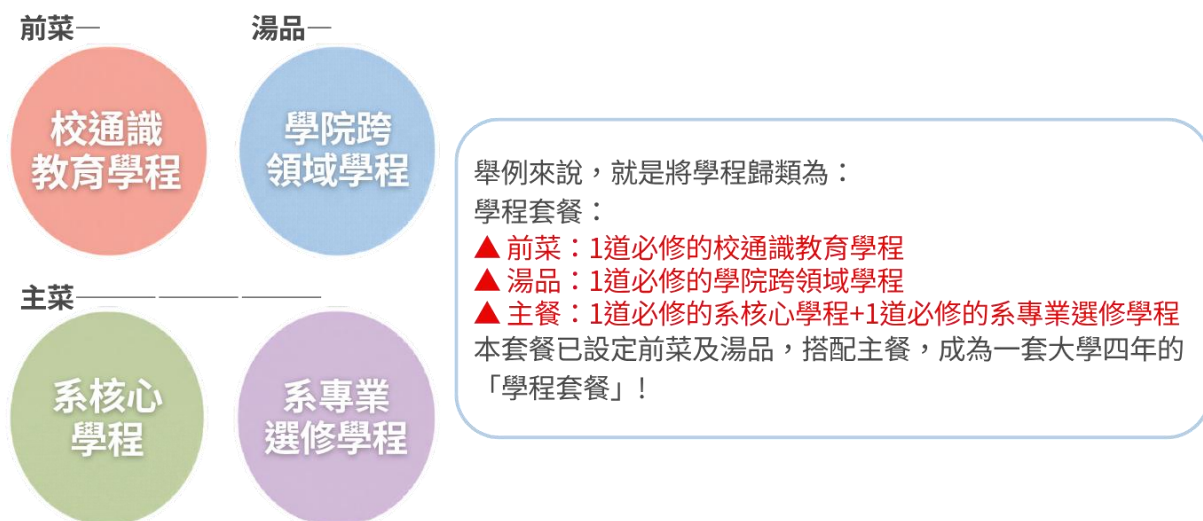 前菜—
湯品—
校通識
教育學程
學院跨
領域學程
主菜———
系核心
學程
系專業
選修學程
舉例來說，就是將學程歸類為：
學程套餐：
▲ 前菜：1道必修的校通識教育學程
▲ 湯品：1道必修的學院跨領域學程
▲ 主餐：1道必修的系核心學程+1道必修的系專業選修學程
本套餐已設定前菜及湯品，搭配主餐，成為一套大學四年的
「學程套餐」!